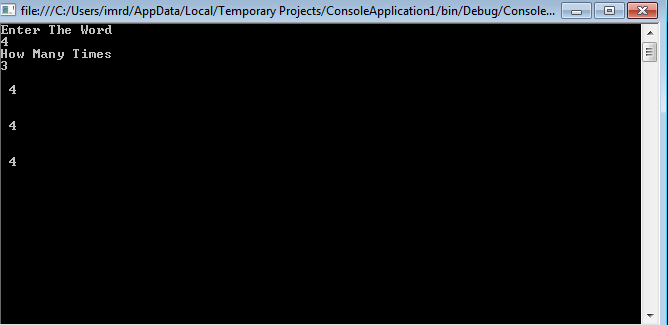 file:///C:/Users/imrd/AppData/Local/Temporary Projects/ConsoleApplication1/bin/Debug/Console...
Enter The Word
4
How Many Times
3
4
4
4